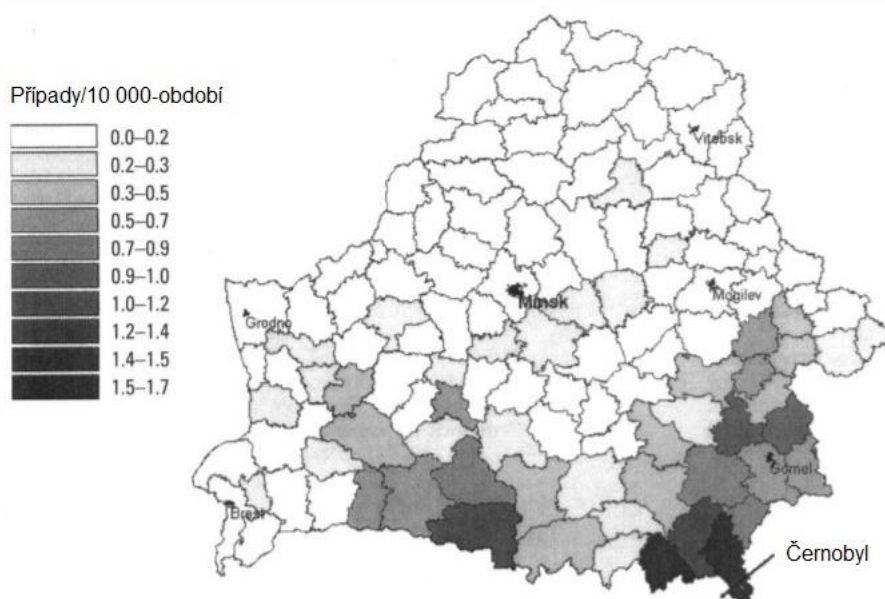 Případy/10 000-období
0.0–0.2
0.2–0.3
0.3–0.5
0.5–0.7
0.7–0.9
0.9–1.0
1.0–1.2
1.2–1.4
1.4–1.5
1.5–1.7
Vitebsk
Minsk
Mogilev
Grodno
Gomel
Brest
Černobyl